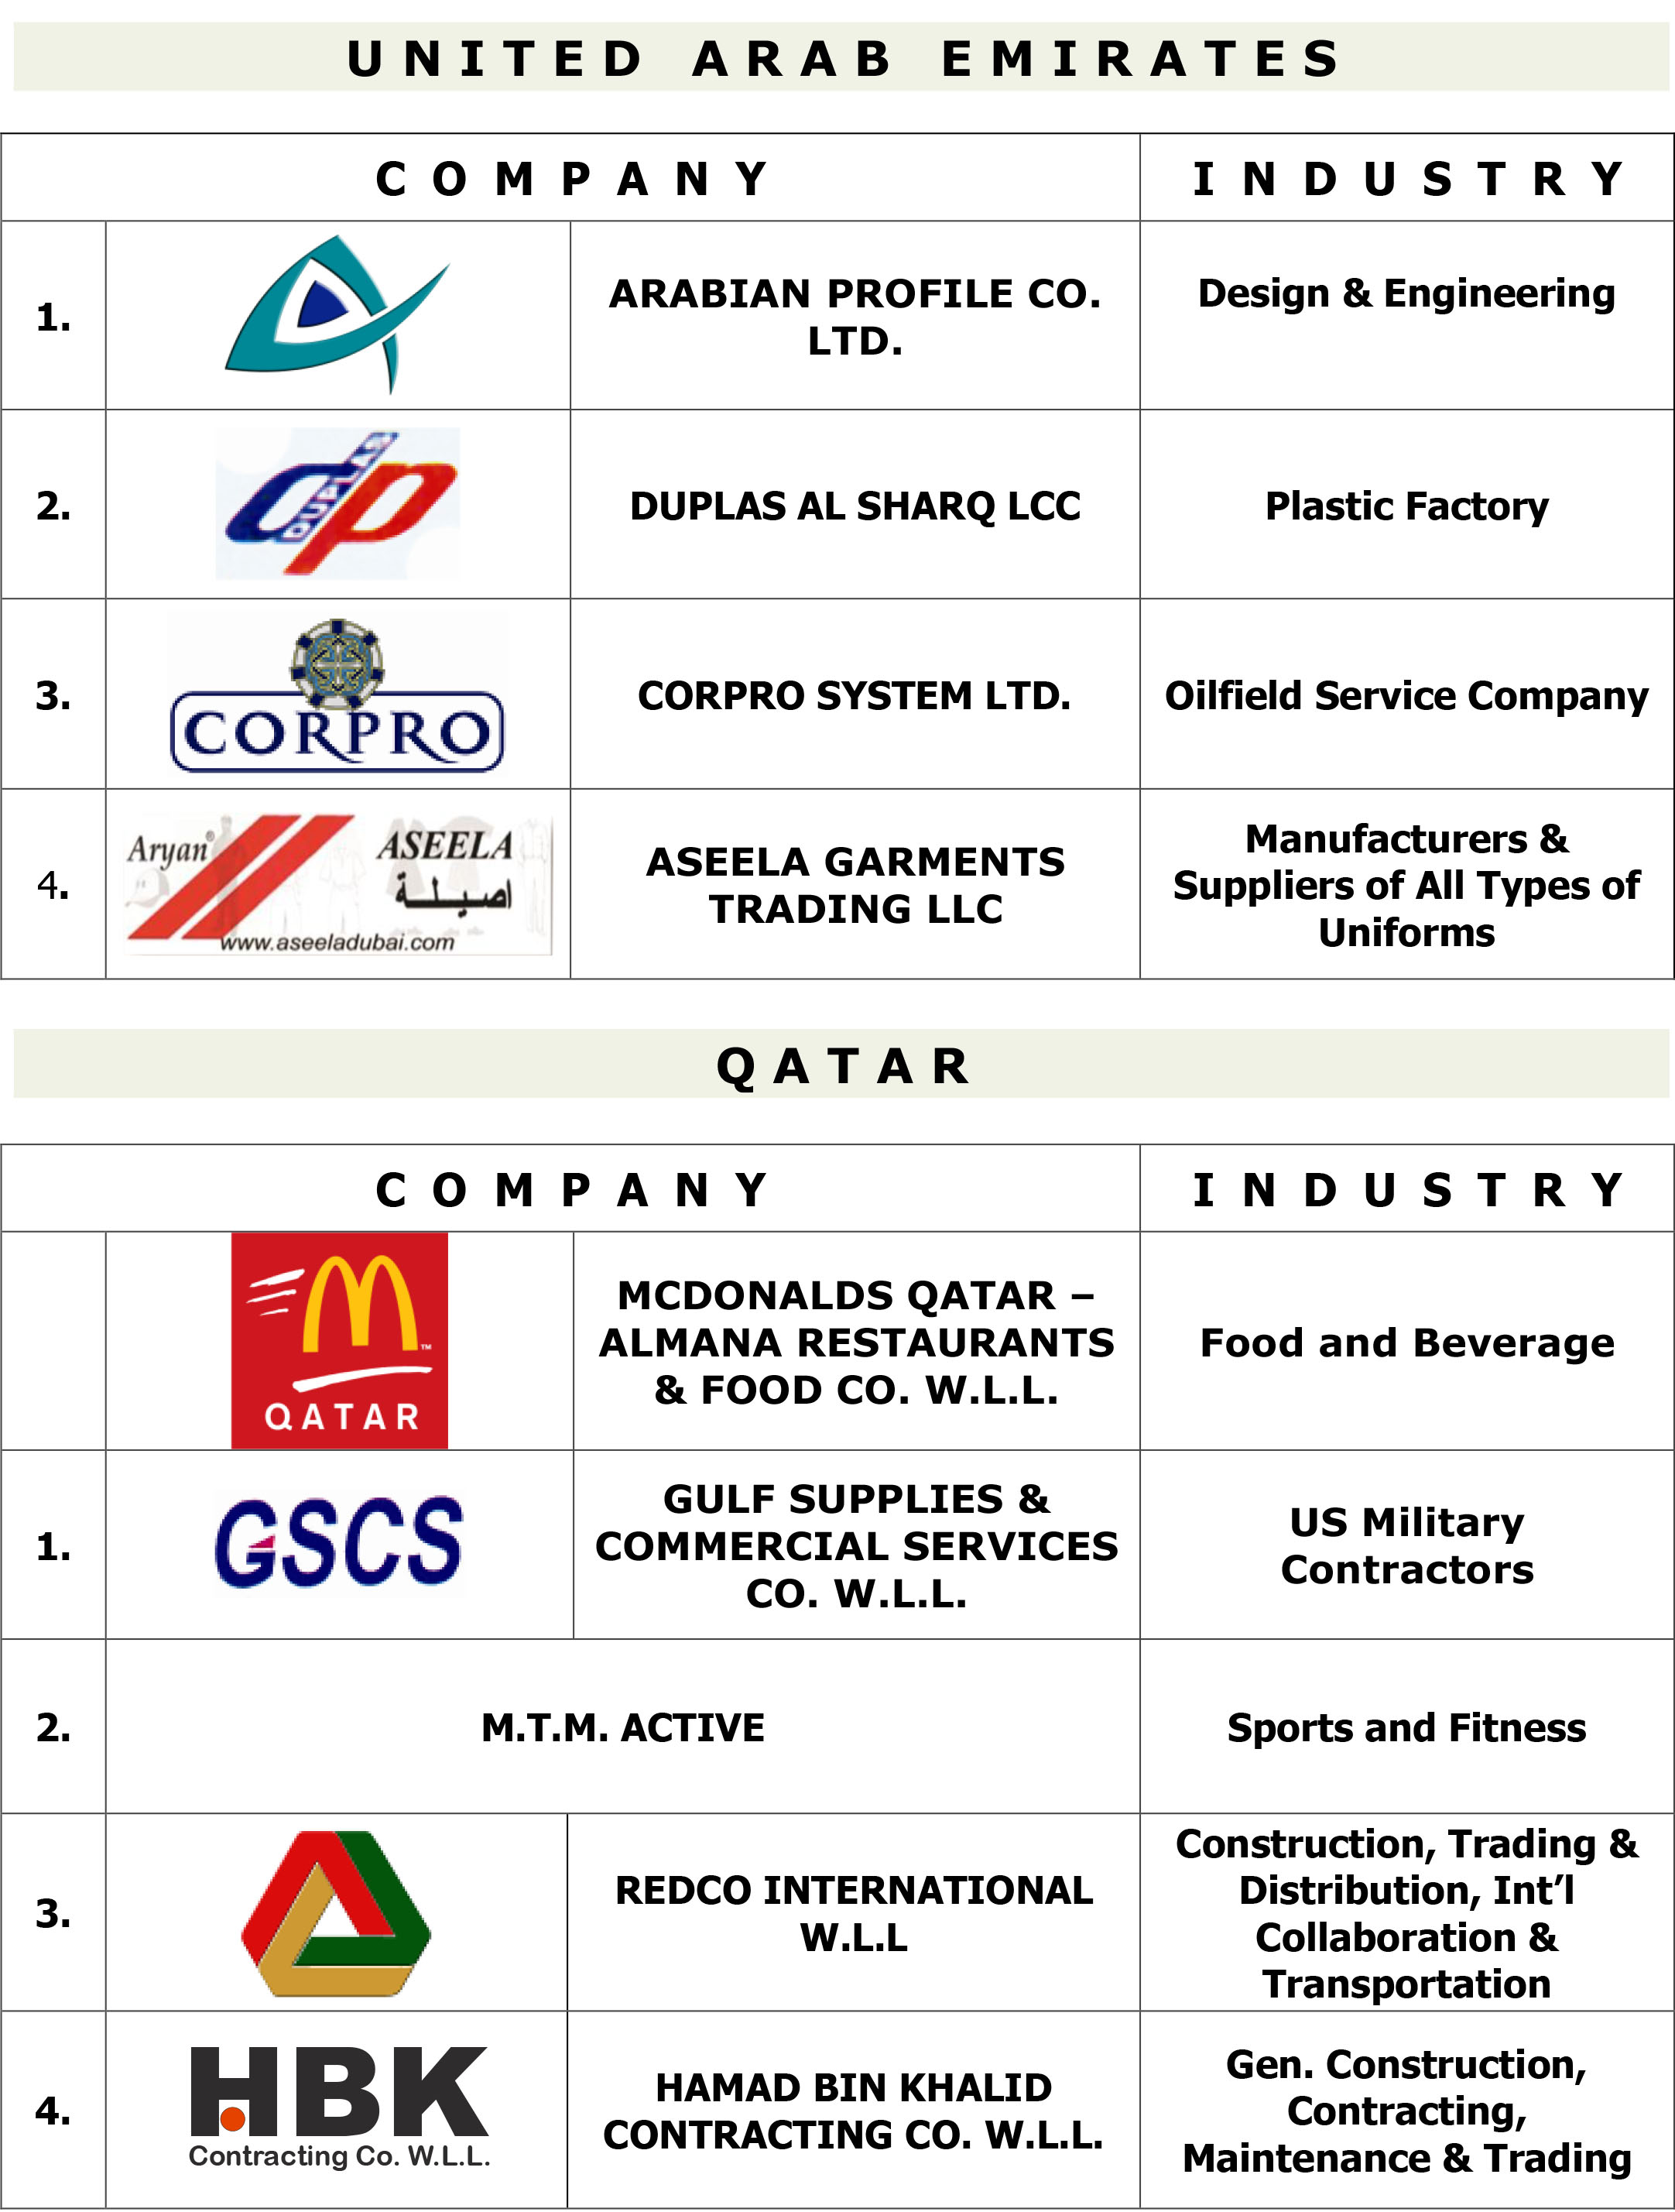 UNITED ARAB EMIRATES
COMPANY
INDUSTRY
1.
ARABIAN PROFILE CO.
LTD.
Design & Engineering
2.
DUPLAS
dp
DUPLAS AL SHARQ LCC
Plastic Factory
3.
CORPRO
CORPRO SYSTEM LTD.
Oilfield Service Company
4.
Aryan®
ASEELA
اصيلة
www.aseeladubai.com
ASEELA GARMENTS
TRADING LLC
Manufacturers &
Suppliers of All Types of
Uniforms
QATAR
COMPANY
INDUSTRY
M™
QATAR
MCDONALDS QATAR –
ALMANA RESTAURANTS
& FOOD CO. W.L.L.
Food and Beverage
1.
GSCS
GULF SUPPLIES &
COMMERCIAL SERVICES
CO. W.L.L.
US Military
Contractors
2.
M.T.M. ACTIVE
Sports and Fitness
3.
REDCO INTERNATIONAL
W.L.L
Construction, Trading &
Distribution, Int’l
Collaboration &
Transportation
4.
HBK
Contracting Co. W.L.L.
HAMAD BIN KHALID
CONTRACTING CO. W.L.L.
Gen. Construction,
Contracting,
Maintenance & Trading